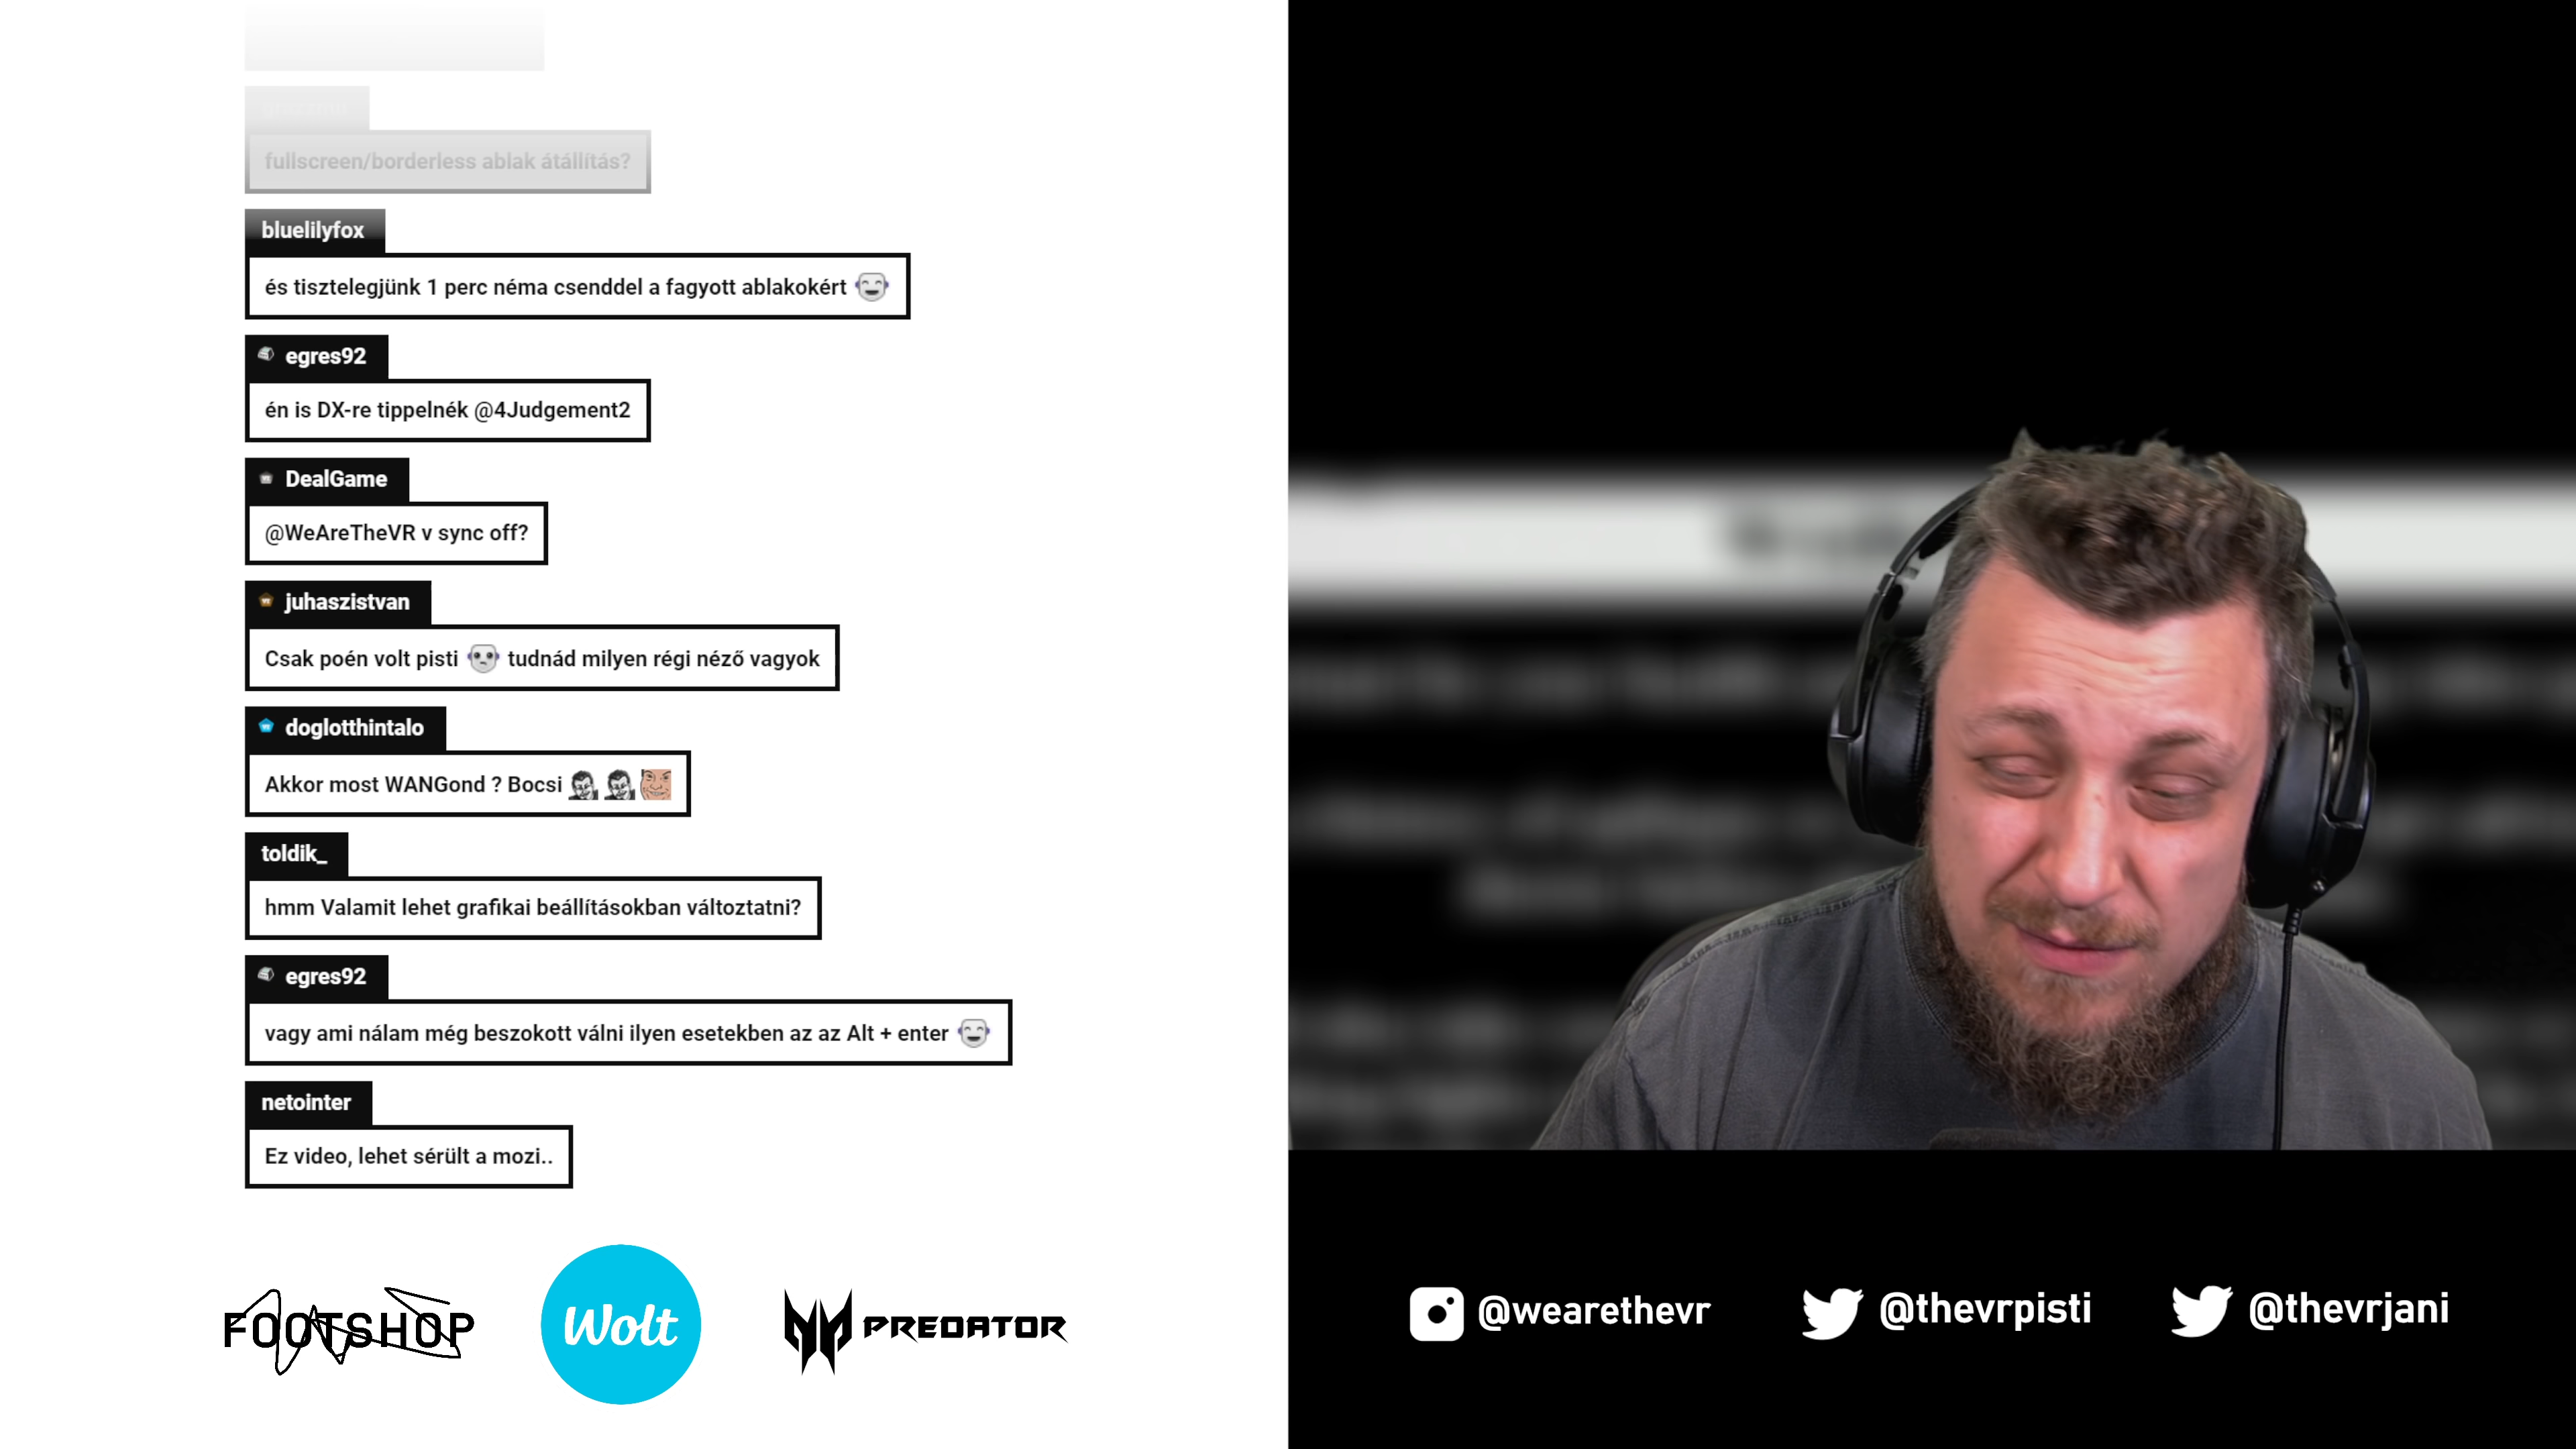 fullscreen/borderless ablak átállítás?
bluelilyfox
és tisztelegjünk 1 perc néma csenddel a fagyott ablakokért
egres92
én is DX-re tippelnék @4Judgement2
DealGame
@WeAreTheVR v sync off?
juhaszistvan
Csak poén volt pisti tudnád milyen régi néző vagyok
doglotthintalo
Akkor most WANGond ? Bocsi
toldik_
hmm Valamit lehet grafikai beállításokban változtatni?
egres92
vagy ami nálam még beszokott válni ilyen esetekben az az Alt + enter
netointer
Ez video, lehet sérült a mozi..
FOOTSHOP
Wolt
PREDATOR
@wearethevr
@thevrpisti
@thevrjani